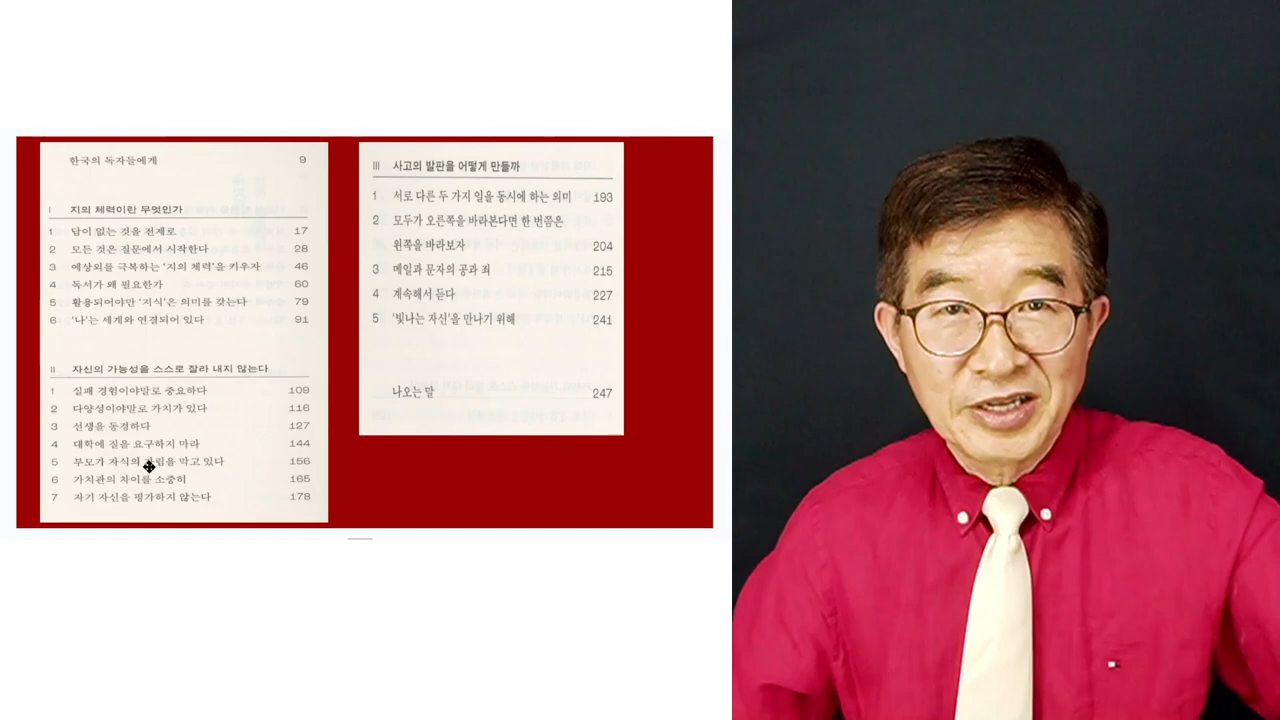 한국의 독자들에게 9
I 지의 체력이란 무엇인가
1 답이 없는 것을 전제로 17
2 모든 것은 질문에서 시작한다 28
3 예상외를 극복하는 '지의 체력'을 키우자 46
4 독서가 왜 필요한가 60
5 활용되어야만 '지식'은 의미를 갖는다 79
6 '나'는 세계와 연결되어 있다 91
II 자신의 가능성을 스스로 잘라 내지 않는다
1 실패 경험이야말로 중요하다 109
2 다양성이야말로 가치가 있다 116
3 선생을 동경하다 127
4 대학에 질을 요구하지 마라 144
5 부모가 자식의 자립을 막고 있다 156
6 가치관의 차이를 소중히 165
7 자기 자신을 평가하지 않는다 178
III 사고의 발판을 어떻게 만들까
1 서로 다른 두 가지 일을 동시에 하는 의미 193
2 모두가 오른쪽을 바라본다면 한 번쯤은
왼쪽을 바라보자 204
3 메일과 문자의 공과 죄 215
4 계속해서 듣다 227
5 '빛나는 자신'을 만나기 위해 241
나오는 말 247